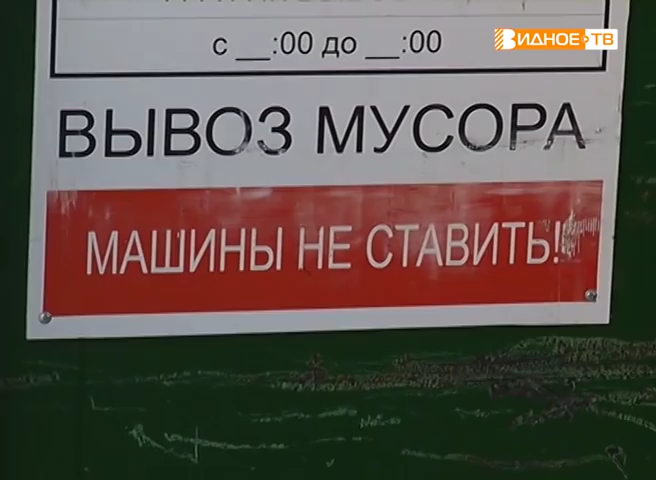 ВИДНОЕ ТВ
с __:00 до __:00
ВЫВОЗ МУСОРА
МАШИНЫ НЕ СТАВИТЬ!